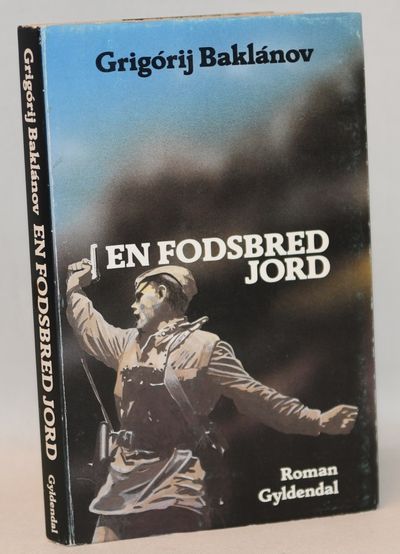 Grigórij Baklánov
EN FODSBRED
JORD
Roman
Gyldendal
Grigórij Baklánov EN FODSBRED JORD Gyldendal